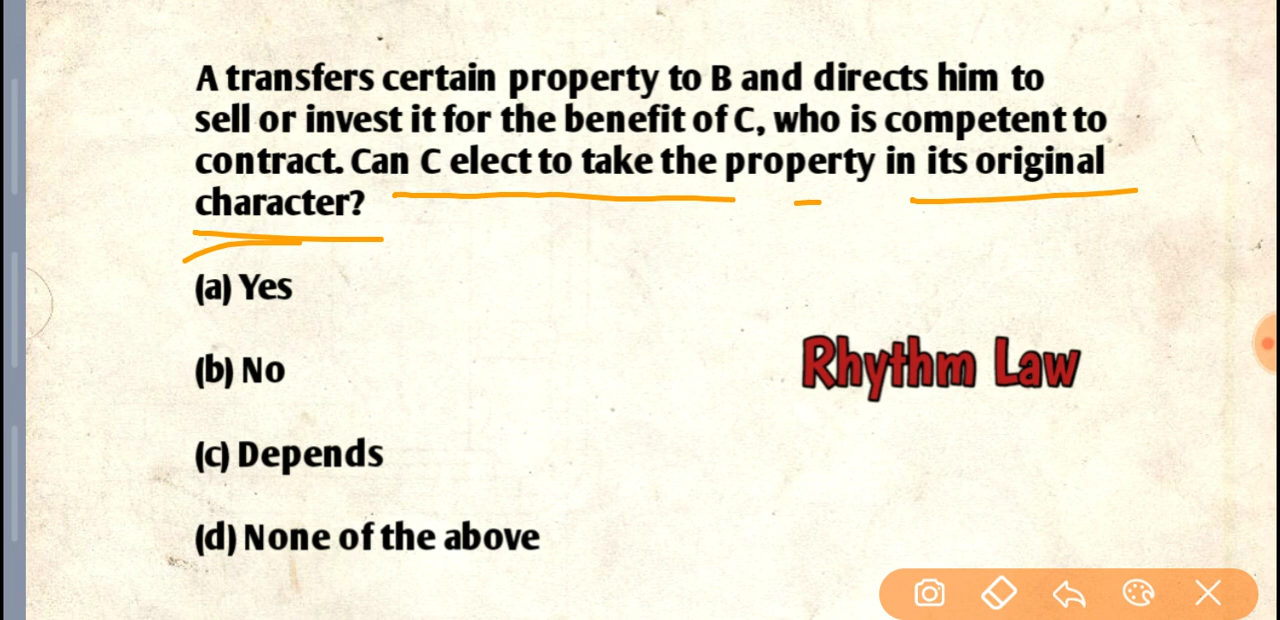 A transfers certain property to B and directs him to
sell or invest it for the benefit of C, who is competent to
contract. Can C elect to take the property in its original
character?
(a) Yes
(b) No
Rhythm Law
(c) Depends
(d) None of the above